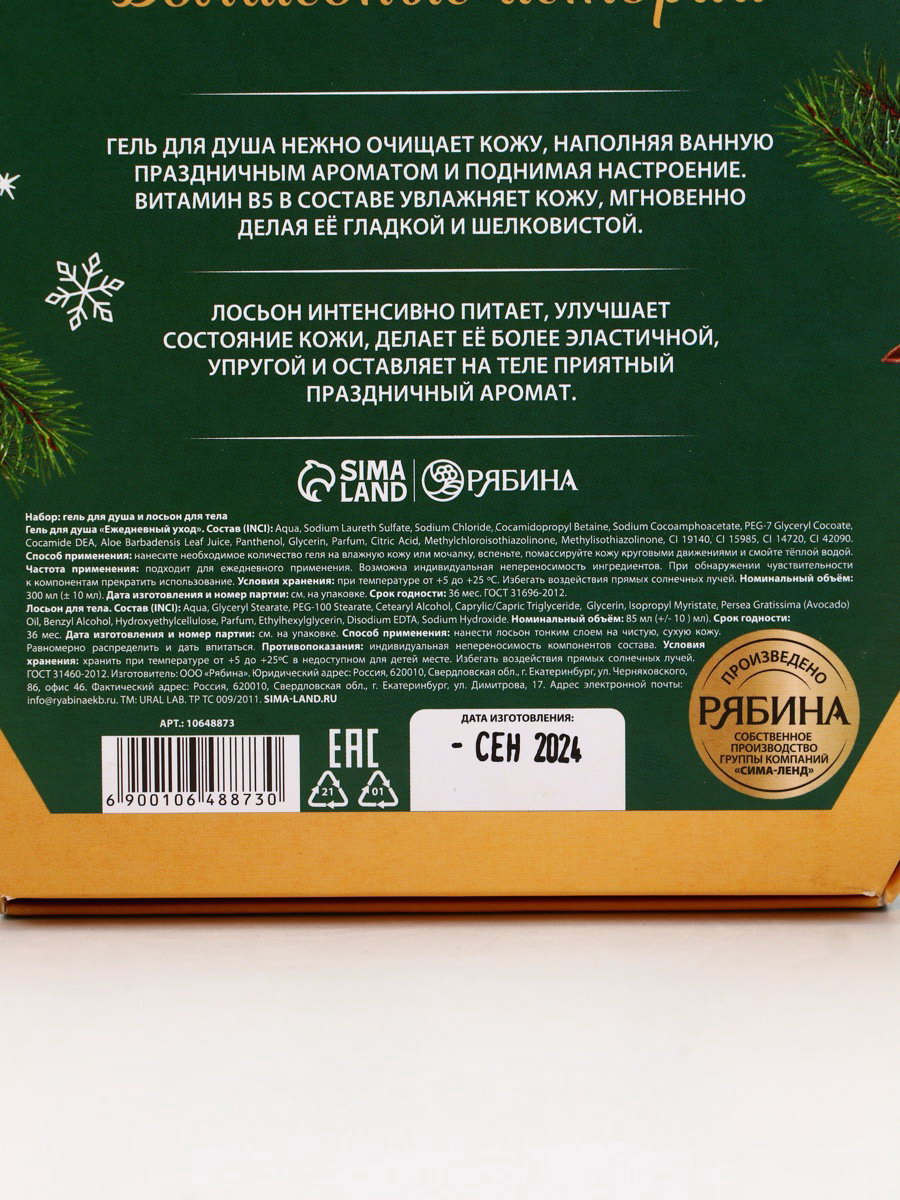 Волшебные истории
ГЕЛЬ ДЛЯ ДУША НЕЖНО ОЧИЩАЕТ КОЖУ, НАПОЛНЯЯ ВАННУЮ
ПРАЗДНИЧНЫМ АРОМАТОМ И ПОДНИМАЯ НАСТРОЕНИЕ.
ВИТАМИН В5 В СОСТАВЕ УВЛАЖНЯЕТ КОЖУ, МГНОВЕННО
ДЕЛАЯ ЕЁ ГЛАДКОЙ И ШЕЛКОВИСТОЙ.
ЛОСЬОН ИНТЕНСИВНО ПИТАЕТ, УЛУЧШАЕТ
СОСТОЯНИЕ КОЖИ, ДЕЛАЕТ ЕЁ БОЛЕЕ ЭЛАСТИЧНОЙ,
УПРУГОЙ И ОСТАВЛЯЕТ НА ТЕЛЕ ПРИЯТНЫЙ
ПРАЗДНИЧНЫЙ АРОМАТ.
SIMA LAND РЯБИНА
Набор: гель для душа и лосьон для тела
Гель для душа «Ежедневный уход». Состав (INCI): Aqua, Sodium Laureth Sulfate, Sodium Chloride, Cocamidopropyl Betaine, Sodium Cocoamphoacetate, PEG-7 Glyceryl Cocoate,
Cocamide DEA, Aloe Barbadensis Leaf Juice, Panthenol, Glycerin, Parfum, Citric Acid, Methylchloroisothiazolinone, Methylisothiazolinone, CI 19140, CI 15985, CI 14720, CI 42090.
Способ применения: нанесите необходимое количество геля на влажную кожу или мочалку, вспеньте, помассируйте кожу круговыми движениями и смойте тёплой водой.
Частота применения: подходит для ежедневного применения. Возможна индивидуальная непереносимость ингредиентов. При обнаружении чувствительности
к компонентам прекратить использование. Условия хранения: при температуре от +5 до +25 ºС. Избегать воздействия прямых солнечных лучей. Номинальный объём:
300 мл (± 10 мл). Дата изготовления и номер партии: см. на упаковке. Срок годности: 36 мес. ГОСТ 31696-2012.
Лосьон для тела. Состав (INCI): Aqua, Glyceryl Stearate, PEG-100 Stearate, Cetearyl Alcohol, Caprylic/Capric Triglyceride, Glycerin, Isopropyl Myristate, Persea Gratissima (Avocado)
Oil, Benzyl Alcohol, Hydroxyethylcellulose, Parfum, Ethylhexylglycerin, Disodium EDTA, Sodium Hydroxide. Номинальный объём: 85 мл (+/- 10 ) мл). Срок годности:
36 мес. Дата изготовления и номер партии: см. на упаковке. Способ применения: нанести лосьон тонким слоем на чистую, сухую кожу.
Равномерно распределить и дать впитаться. Противопоказания: индивидуальная непереносимость компонентов состава. Условия
хранения: хранить при температуре от +5 до +25ºС в недоступном для детей месте. Избегать воздействия прямых солнечных лучей.
ГОСТ 31460-2012. Изготовитель: ООО «Рябина». Юридический адрес: Россия, 620010, Свердловская обл., г. Екатеринбург, ул. Черняховского,
86, офис 46. Фактический адрес: Россия, 620010, Свердловская обл., г. Екатеринбург, ул. Димитрова, 17. Адрес электронной почты:
info@ryabinaekb.ru. ТМ: URAL LAB. ТР ТС 009/2011. SIMA-LAND.RU
АРТ.: 10648873
6 900106 488730
EAC
21
01
ДАТА ИЗГОТОВЛЕНИЯ:
- СЕН 2024
ПРОИЗВЕДЕНО
РЯБИНА
СОБСТВЕННОЕ
ПРОИЗВОДСТВО
ГРУППЫ КОМПАНИЙ
«СИМА-ЛЕНД»